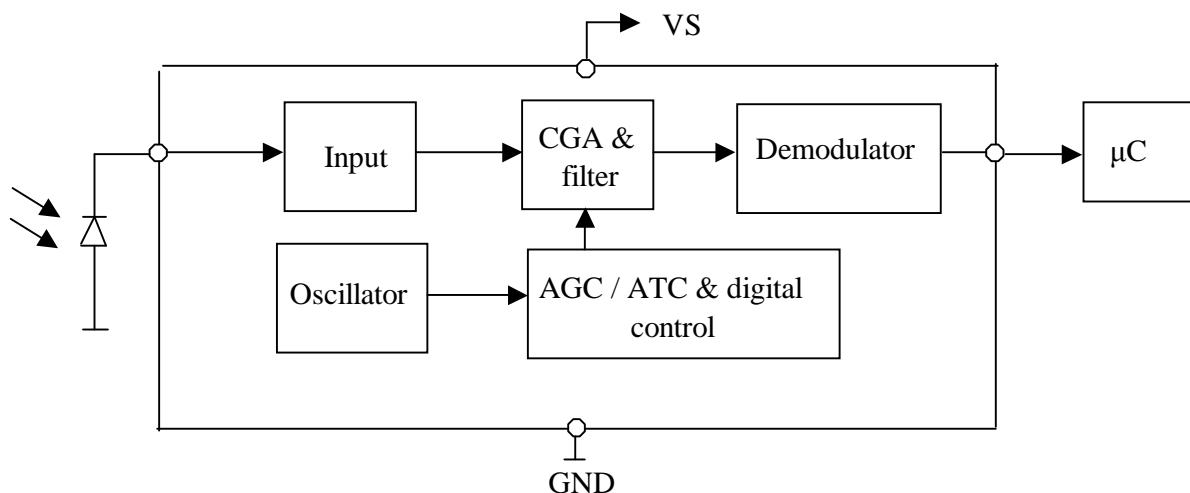 VS
Input
CGA &
filter
Demodulator
μC
Oscillator
AGC / ATC & digital
control
GND